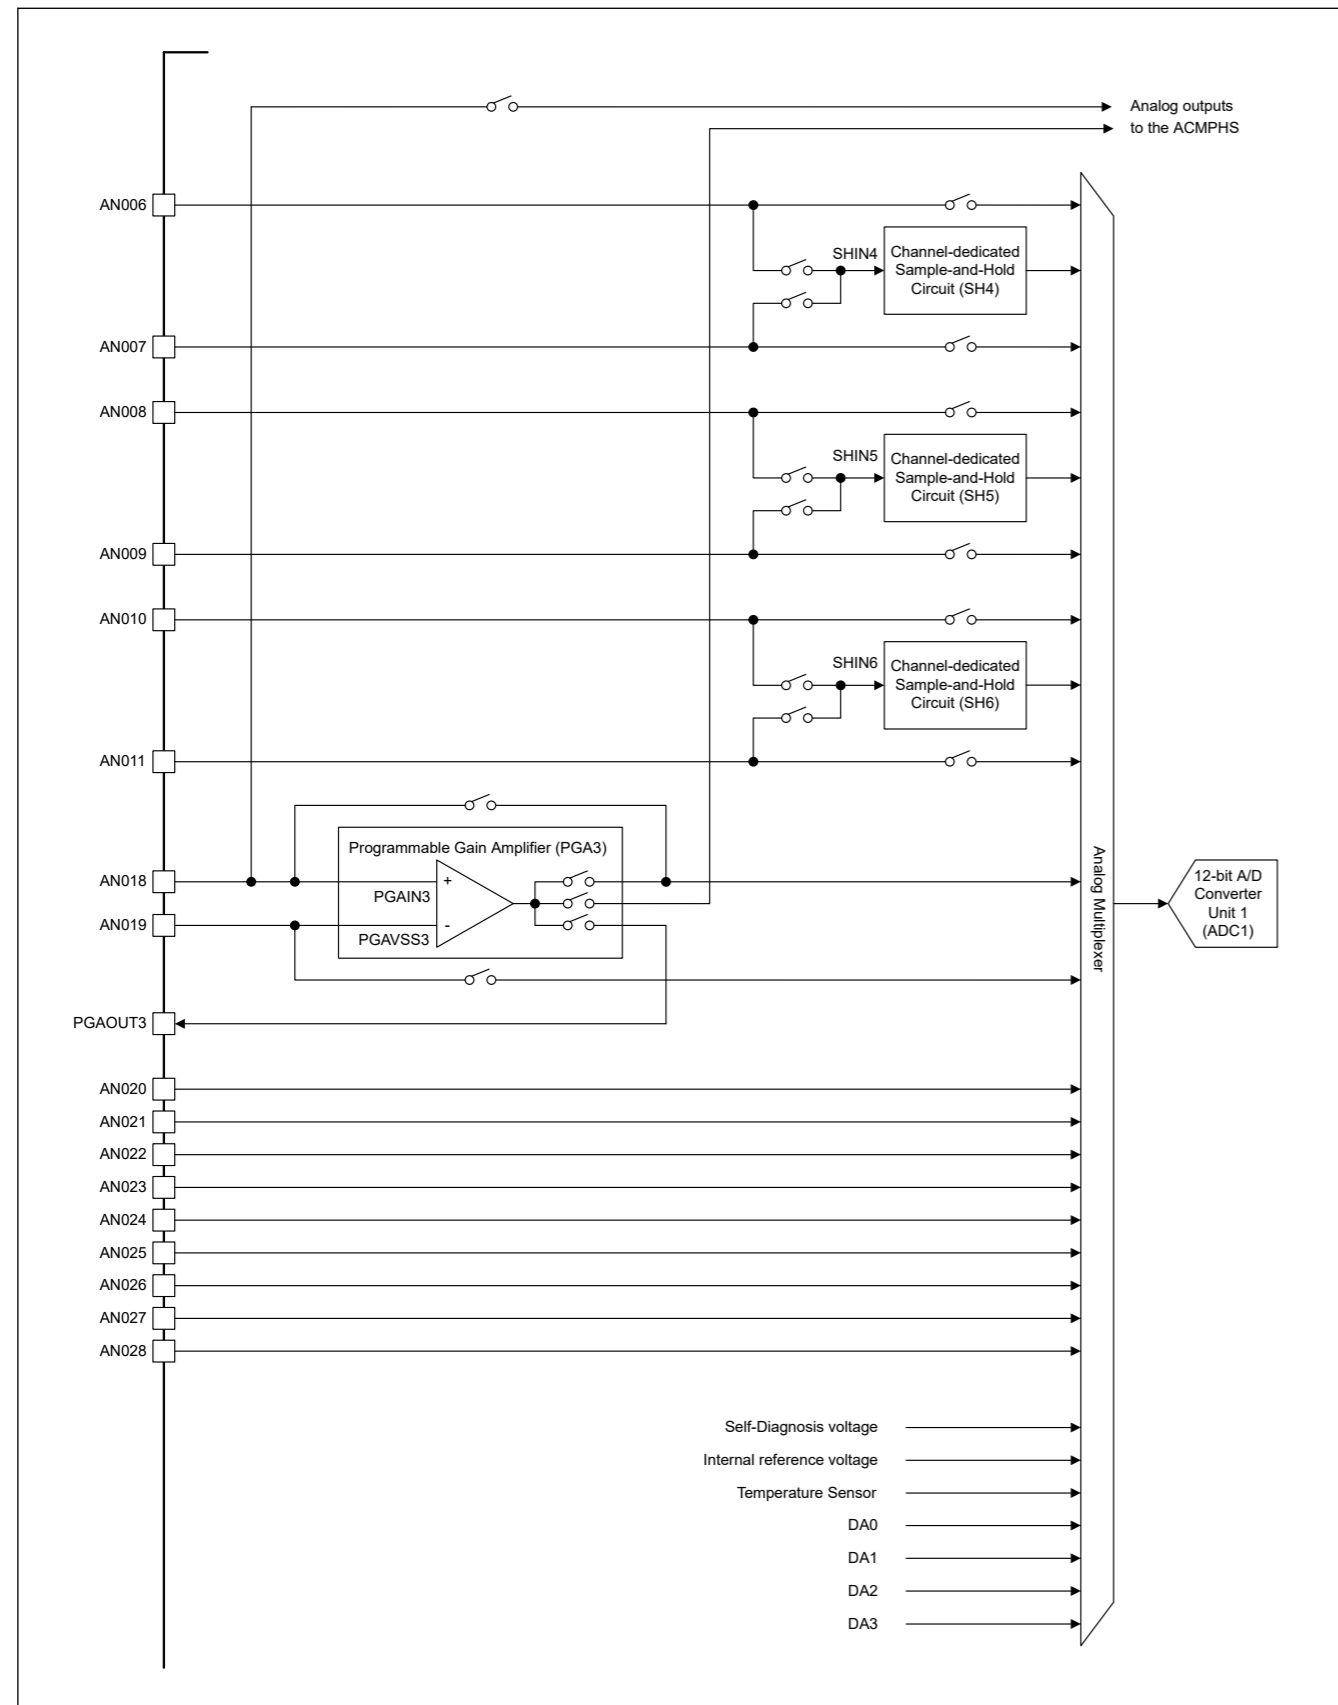 Analog outputs
to the ACMPHS
AN006
SHIN4
Channel-dedicated
Sample-and-Hold
Circuit (SH4)
AN007
AN008
SHIN5
Channel-dedicated
Sample-and-Hold
Circuit (SH5)
AN009
AN010
SHIN6
Channel-dedicated
Sample-and-Hold
Circuit (SH6)
AN011
Programmable Gain Amplifier (PGA3)
AN018
+
PGAIN3
AN019
-
PGAVSS3
PGAOUT3
Analog Multiplexer
12-bit A/D
Converter
Unit 1
(ADC1)
AN020
AN021
AN022
AN023
AN024
AN025
AN026
AN027
AN028
Self-Diagnosis voltage
Internal reference voltage
Temperature Sensor
DA0
DA1
DA2
DA3